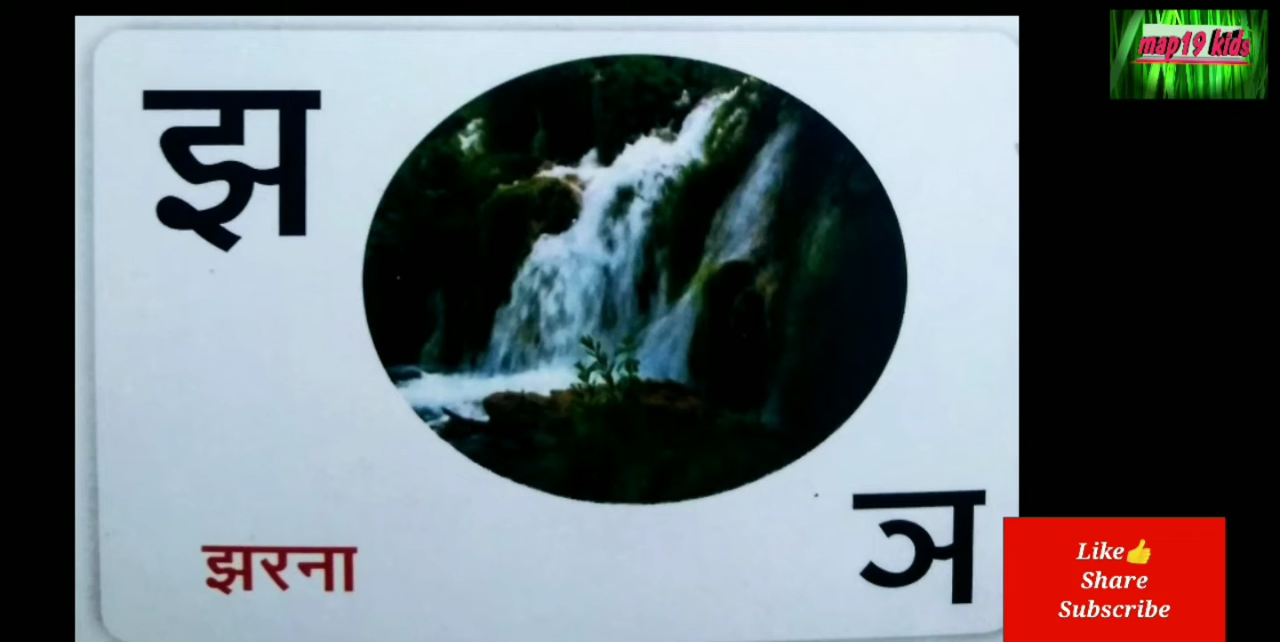 map19 kids
झ
झरना
ञ
Like👍
Share
Subscribe